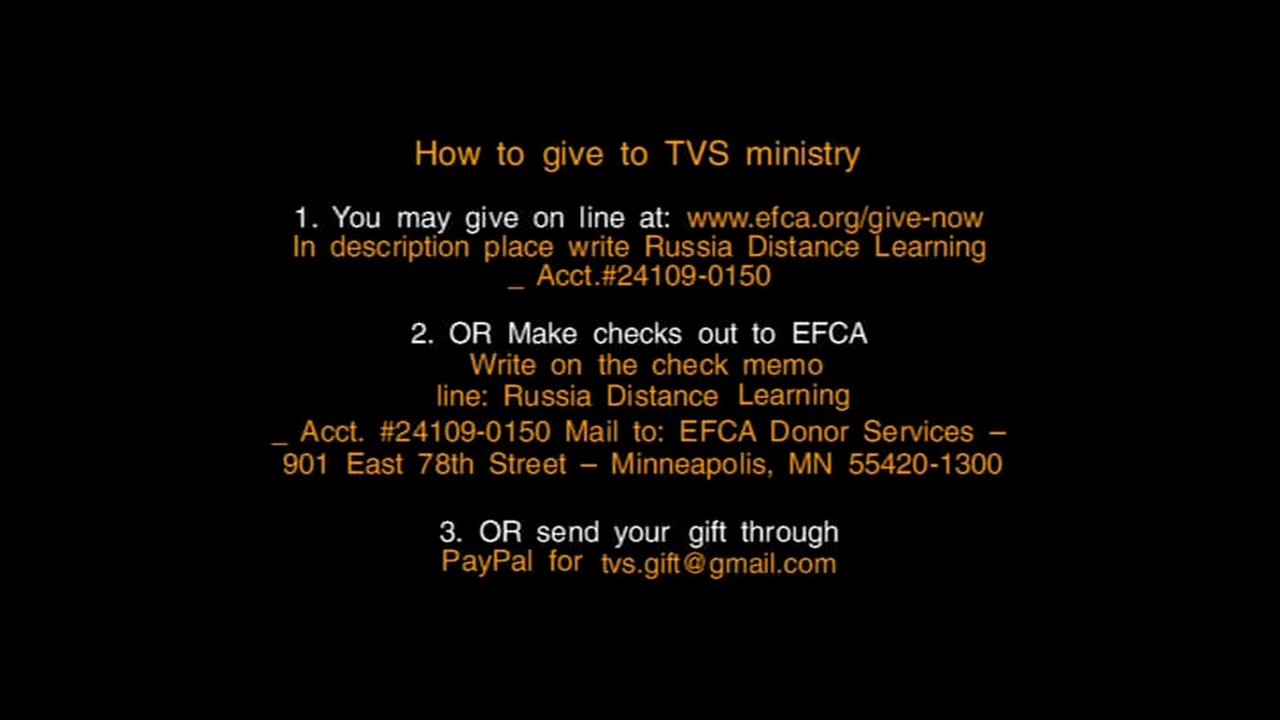 How to give to TVS ministry
1. You may give on line at: www.efca.org/give-now
In description place write Russia Distance Learning
_ Acct.#24109-0150
2. OR Make checks out to EFCA
Write on the check memo
line: Russia Distance Learning
_ Acct. #24109-0150 Mail to: EFCA Donor Services –
901 East 78th Street – Minneapolis, MN 55420-1300
3. OR send your gift through
PayPal for tvs.gift@gmail.com